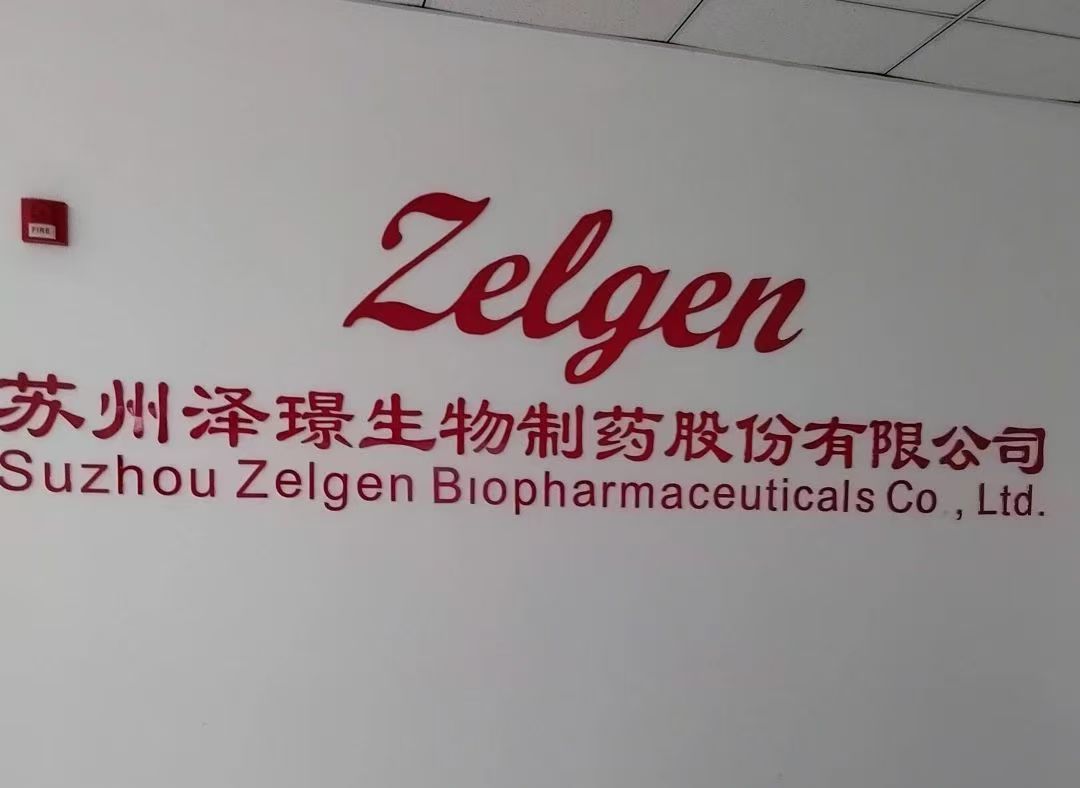 FIRE
Zelgen
苏州泽璟生物制药股份有限公司
Suzhou Zelgen Biopharmaceuticals Co , Ltd.